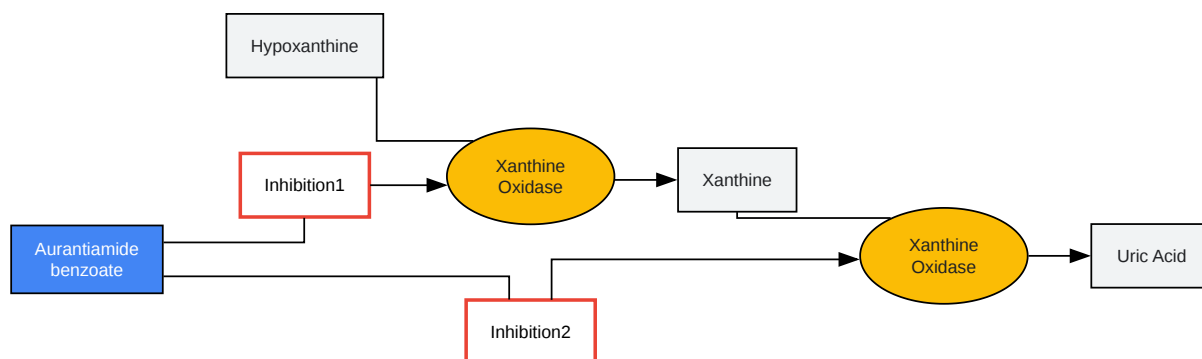 Hypoxanthine
Xanthine
Oxidase
Inhibition1
Xanthine
Aurantiamide
benzoate
Xanthine
Oxidase
Uric Acid
Inhibition2